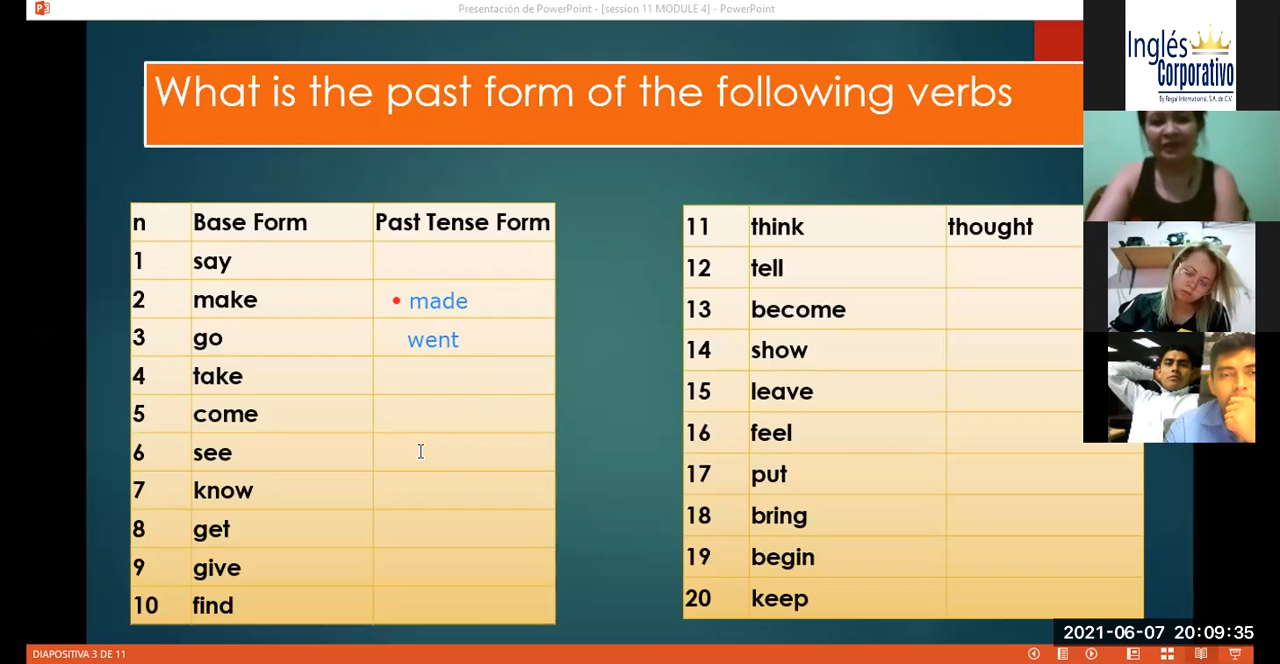 Presentación de PowerPoint - [session 11 MODULE 4] - PowerPoint
Inglés
Corporativo
By Regal International, S.A. de C.V.
What is the past form of the following verbs
n Base Form Past Tense Form
1 say
2 make • made
3 go went
4 take
5 come
6 see
7 know
8 get
9 give
10 find
11 think thought
12 tell
13 become
14 show
15 leave
16 feel
17 put
18 bring
19 begin
20 keep
2021-06-07 20:09:35
DIAPOSITIVA 3 DE 11